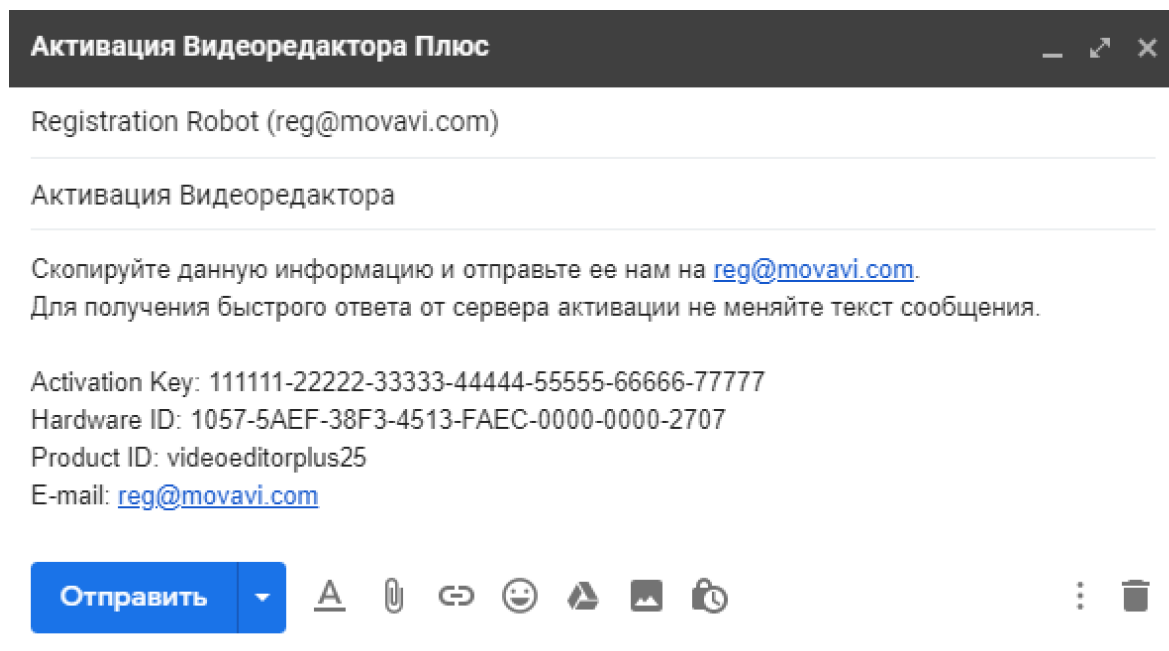 Активация Видеоредактора Плюс
Registration Robot (reg@movavi.com)
Активация Видеоредактора
Скопируйте данную информацию и отправьте ее нам на reg@movavi.com.
Для получения быстрого ответа от сервера активации не меняйте текст сообщения.
Activation Key: 111111-22222-33333-44444-55555-66666-77777
Hardware ID: 1057-5AEF-38F3-4513-FAEC-0000-0000-2707
Product ID: videoeditorplus25
E-mail: reg@movavi.com
Отправить